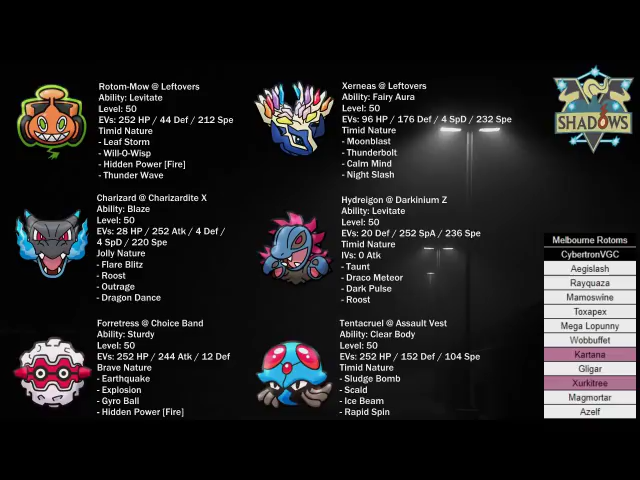 Rotom-Mow @ Leftovers
Ability: Levitate
Level: 50
EVs: 252 HP / 44 Def / 212 Spe
Timid Nature
- Leaf Storm
- Will-O-Wisp
- Hidden Power [Fire]
- Thunder Wave
Xerneas @ Leftovers
Ability: Fairy Aura
Level: 50
EVs: 96 HP / 176 Def / 4 SpD / 232 Spe
Timid Nature
- Moonblast
- Thunderbolt
- Calm Mind
- Night Slash
SHADOWS
Charizard @ Charizardite X
Ability: Blaze
Level: 50
EVs: 28 HP / 252 Atk / 4 Def /
4 SpD / 220 Spe
Jolly Nature
- Flare Blitz
- Roost
- Outrage
- Dragon Dance
Hydreigon @ Darkinium Z
Ability: Levitate
Level: 50
EVs: 20 Def / 252 SpA / 236 Spe
Timid Nature
IVs: 0 Atk
- Taunt
- Draco Meteor
- Dark Pulse
- Roost
Forretress @ Choice Band
Ability: Sturdy
Level: 50
EVs: 252 HP / 244 Atk / 12 Def
Brave Nature
- Earthquake
- Explosion
- Gyro Ball
- Hidden Power [Fire]
Tentacruel @ Assault Vest
Ability: Clear Body
Level: 50
EVs: 252 HP / 152 Def / 104 Spe
Timid Nature
- Sludge Bomb
- Scald
- Ice Beam
- Rapid Spin
Melbourne Rotoms
CybertronVGC
Aegislash
Rayquaza
Mamoswine
Toxapex
Mega Lopunny
Wobbuffet
Kartana
Gligar
Xurkitree
Magmortar
Azelf